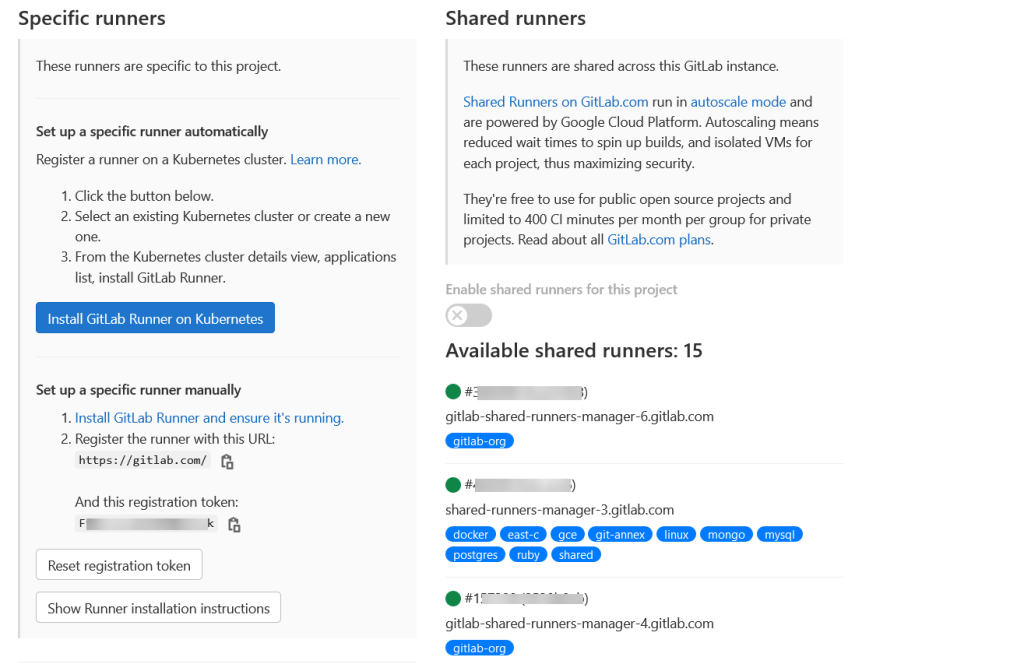 Specific runners
These runners are specific to this project.
Set up a specific runner automatically
Register a runner on a Kubernetes cluster. Learn more.
1. Click the button below.
2. Select an existing Kubernetes cluster or create a new
one.
3. From the Kubernetes cluster details view, applications
list, install GitLab Runner.
Install GitLab Runner on Kubernetes
Set up a specific runner manually
1. Install GitLab Runner and ensure it's running.
2. Register the runner with this URL:
https://gitlab.com/
And this registration token:
F k
Reset registration token
Show Runner installation instructions
Shared runners
These runners are shared across this GitLab instance.
Shared Runners on GitLab.com run in autoscale mode and
are powered by Google Cloud Platform. Autoscaling means
reduced wait times to spin up builds, and isolated VMs for
each project, thus maximizing security.
They're free to use for public open source projects and
limited to 400 CI minutes per month per group for private
projects. Read about all GitLab.com plans.
Enable shared runners for this project
Available shared runners: 15
gitlab-shared-runners-manager-6.gitlab.com
gitlab-org
shared-runners-manager-3.gitlab.com
docker east-c gce git-annex linux mongo mysql
postgres ruby shared
gitlab-shared-runners-manager-4.gitlab.com
gitlab-org